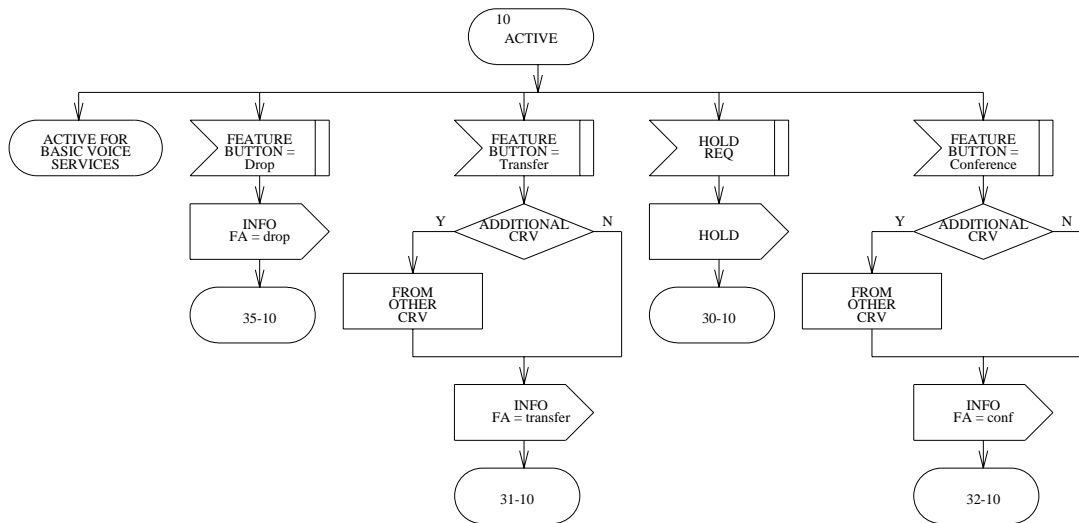 10
ACTIVE
ACTIVE FOR
BASIC VOICE
SERVICES
FEATURE
BUTTON =
Drop
FEATURE
BUTTON =
Transfer
HOLD
REQ
FEATURE
BUTTON =
Conference
INFO
FA = drop
Y
ADDITIONAL
CRV
N
HOLD
Y
ADDITIONAL
CRV
N
35-10
FROM
OTHER
CRV
30-10
FROM
OTHER
CRV
INFO
FA = transfer
INFO
FA = conf
31-10
32-10